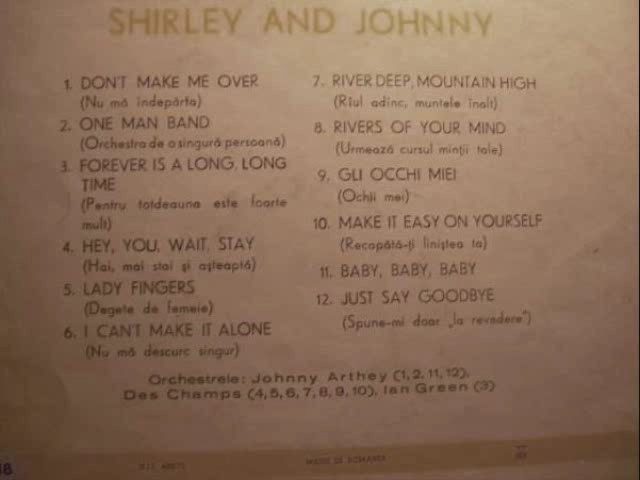 SHIRLEY AND JOHNNY
1. DON'T MAKE ME OVER
(Nu mă îndepărta)
2. ONE MAN BAND
(Orchestra de o singură persoană)
3. FOREVER IS A LONG, LONG
TIME
(Pentru totdeauna este foarte
mult)
4. HEY, YOU, WAIT, STAY
(Hai, mai stai și așteaptă)
5. LADY FINGERS
(Degete de femeie)
6. I CAN'T MAKE IT ALONE
(Nu mă descurc singur)
7. RIVER DEEP, MOUNTAIN HIGH
(Rîul adînc, muntele înalt)
8. RIVERS OF YOUR MIND
(Urmează cursul minții tale)
9. GLI OCCHI MIEI
(Ochii mei)
10. MAKE IT EASY ON YOURSELF
(Recapătă-ți liniștea ta)
11. BABY, BABY, BABY
12. JUST SAY GOODBYE
(Spune-mi doar „la revedere")
Orchestrele: Johnny Arthey (1, 2, 11, 12),
Des Champs (4, 5, 6, 7, 8, 9, 10), Ian Green (3)
MADE IN ROMANIA